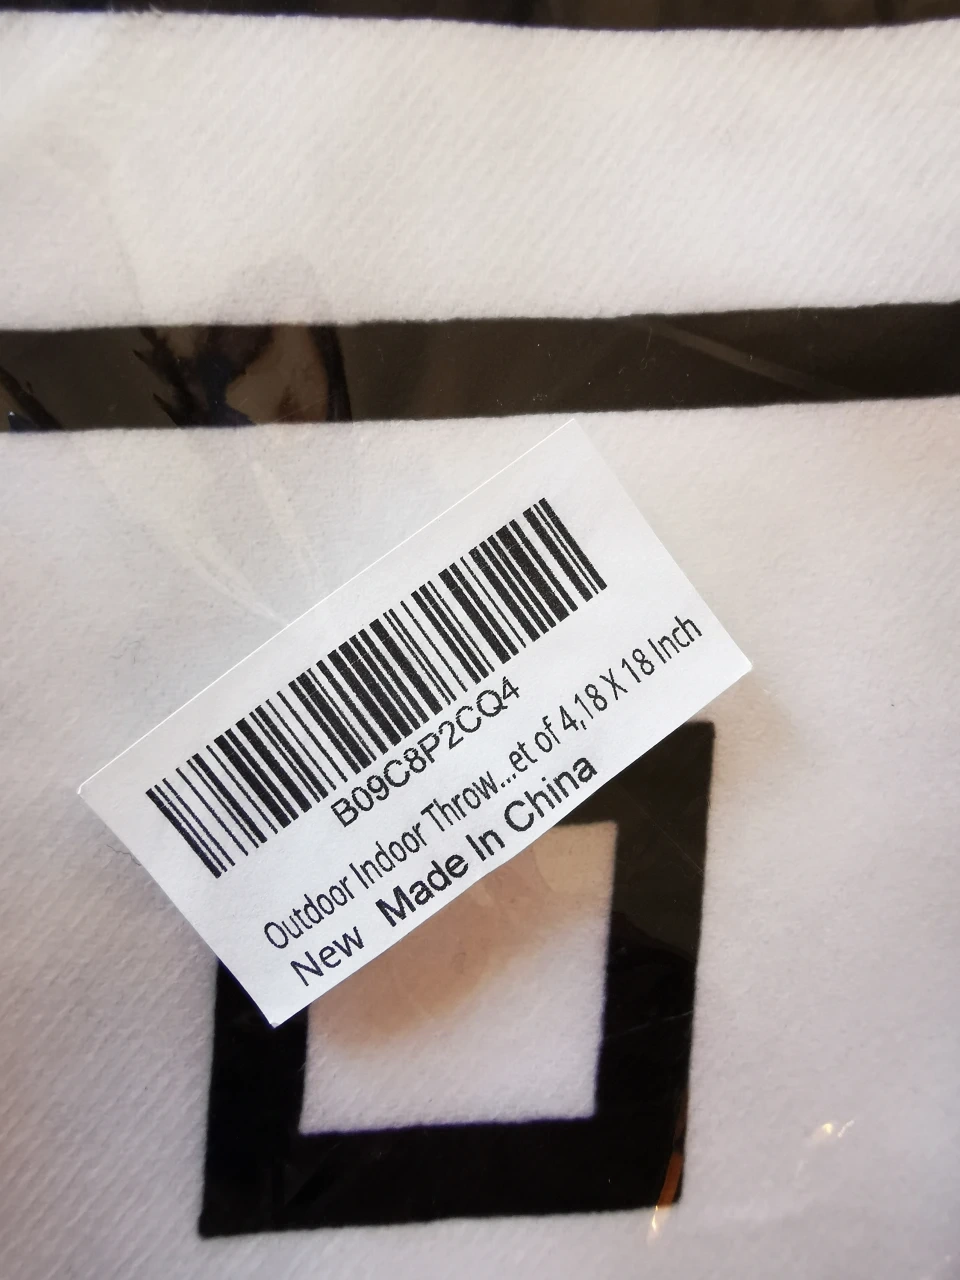 B09C8P2CQ4
Outdoor Indoor Throw...et of 4,18 X 18 Inch
New Made In China